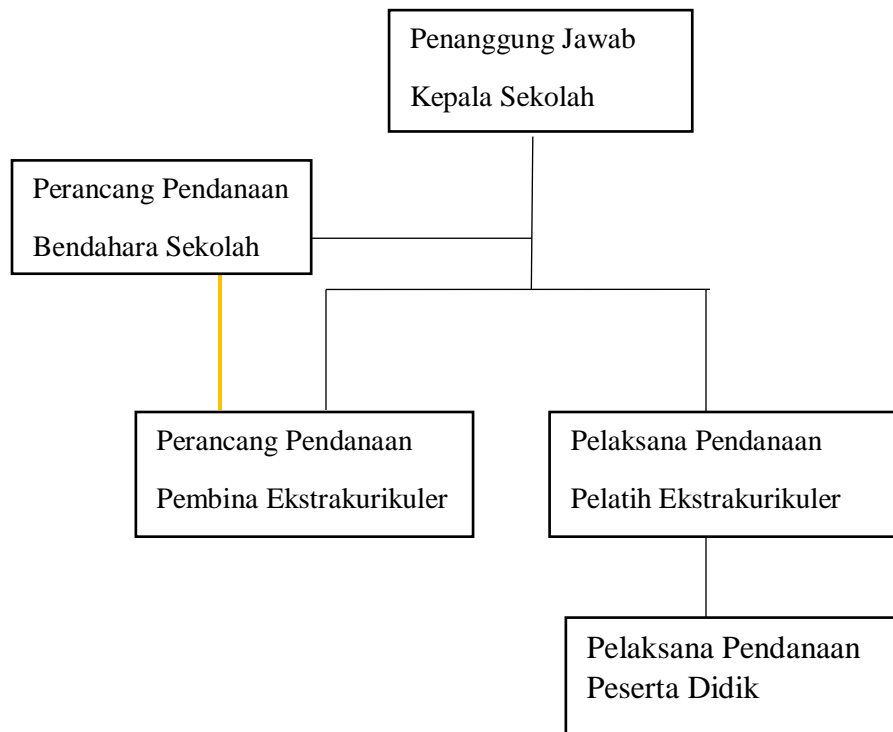 Penanggung Jawab
Kepala Sekolah
Perancang Pendanaan
Bendahara Sekolah
Perancang Pendanaan
Pembina Ekstrakurikuler
Pelaksana Pendanaan
Pelatih Ekstrakurikuler
Pelaksana Pendanaan
Peserta Didik